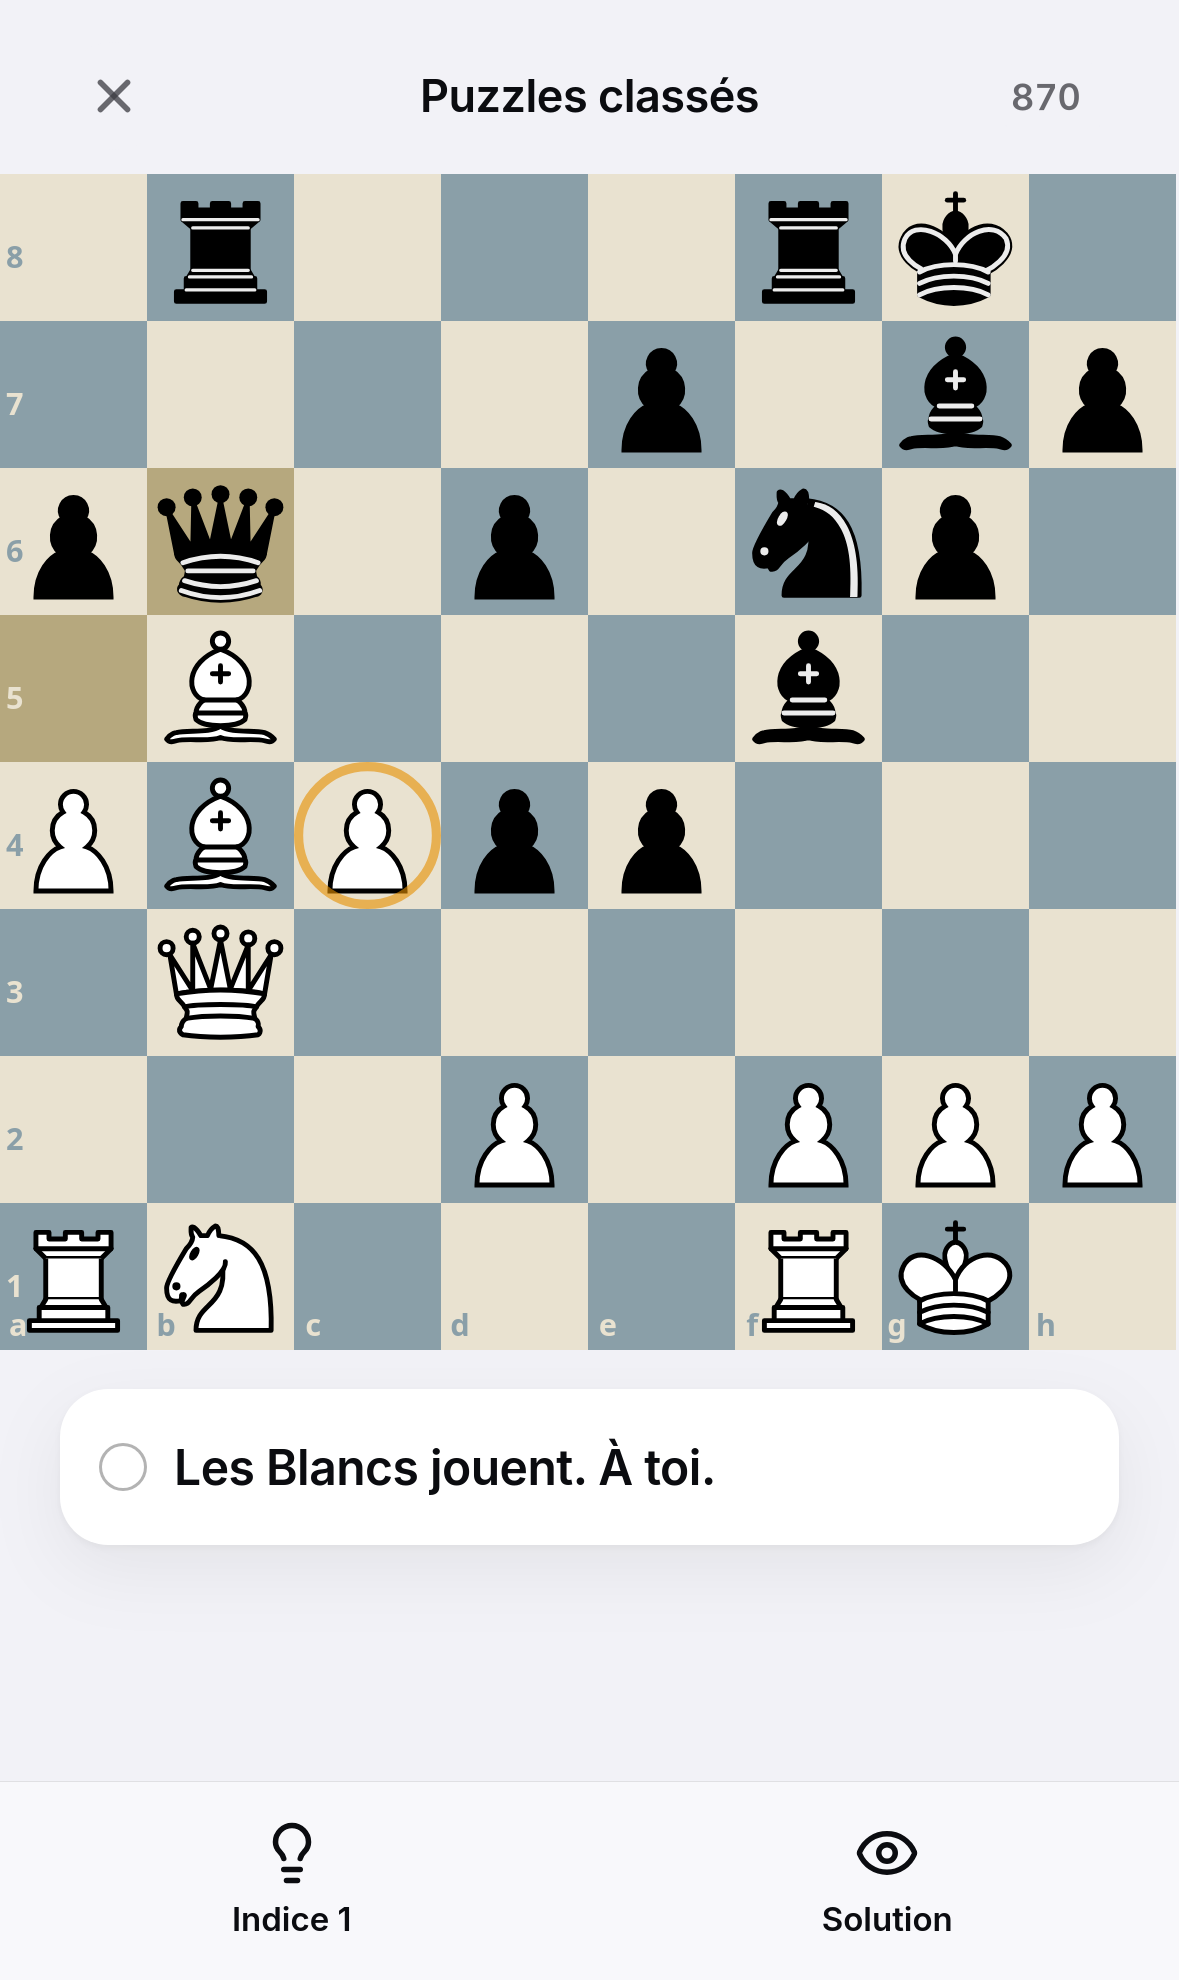 Puzzles classés
870
8
7
6
5
4
3
2
1
a b c d e f g h
Les Blancs jouent. À toi.
Indice 1
Solution